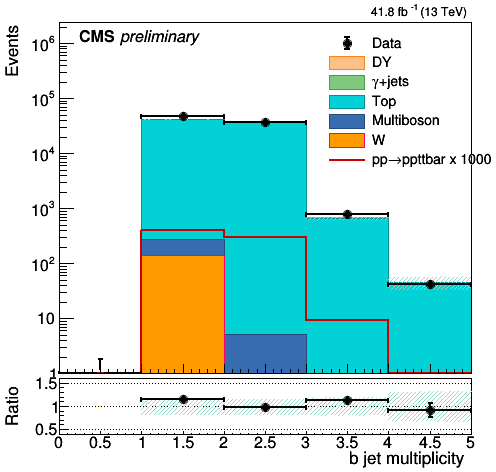 41.8 fb⁻¹ (13 TeV)
CMS preliminary
Events
10⁶
10⁵
10⁴
10³
10²
10
1
Data
DY
γ+jets
Top
Multiboson
W
pp→ppttbar x 1000
Ratio
1.5
1
0.5
0 0.5 1 1.5 2 2.5 3 3.5 4 4.5 5
b jet multiplicity